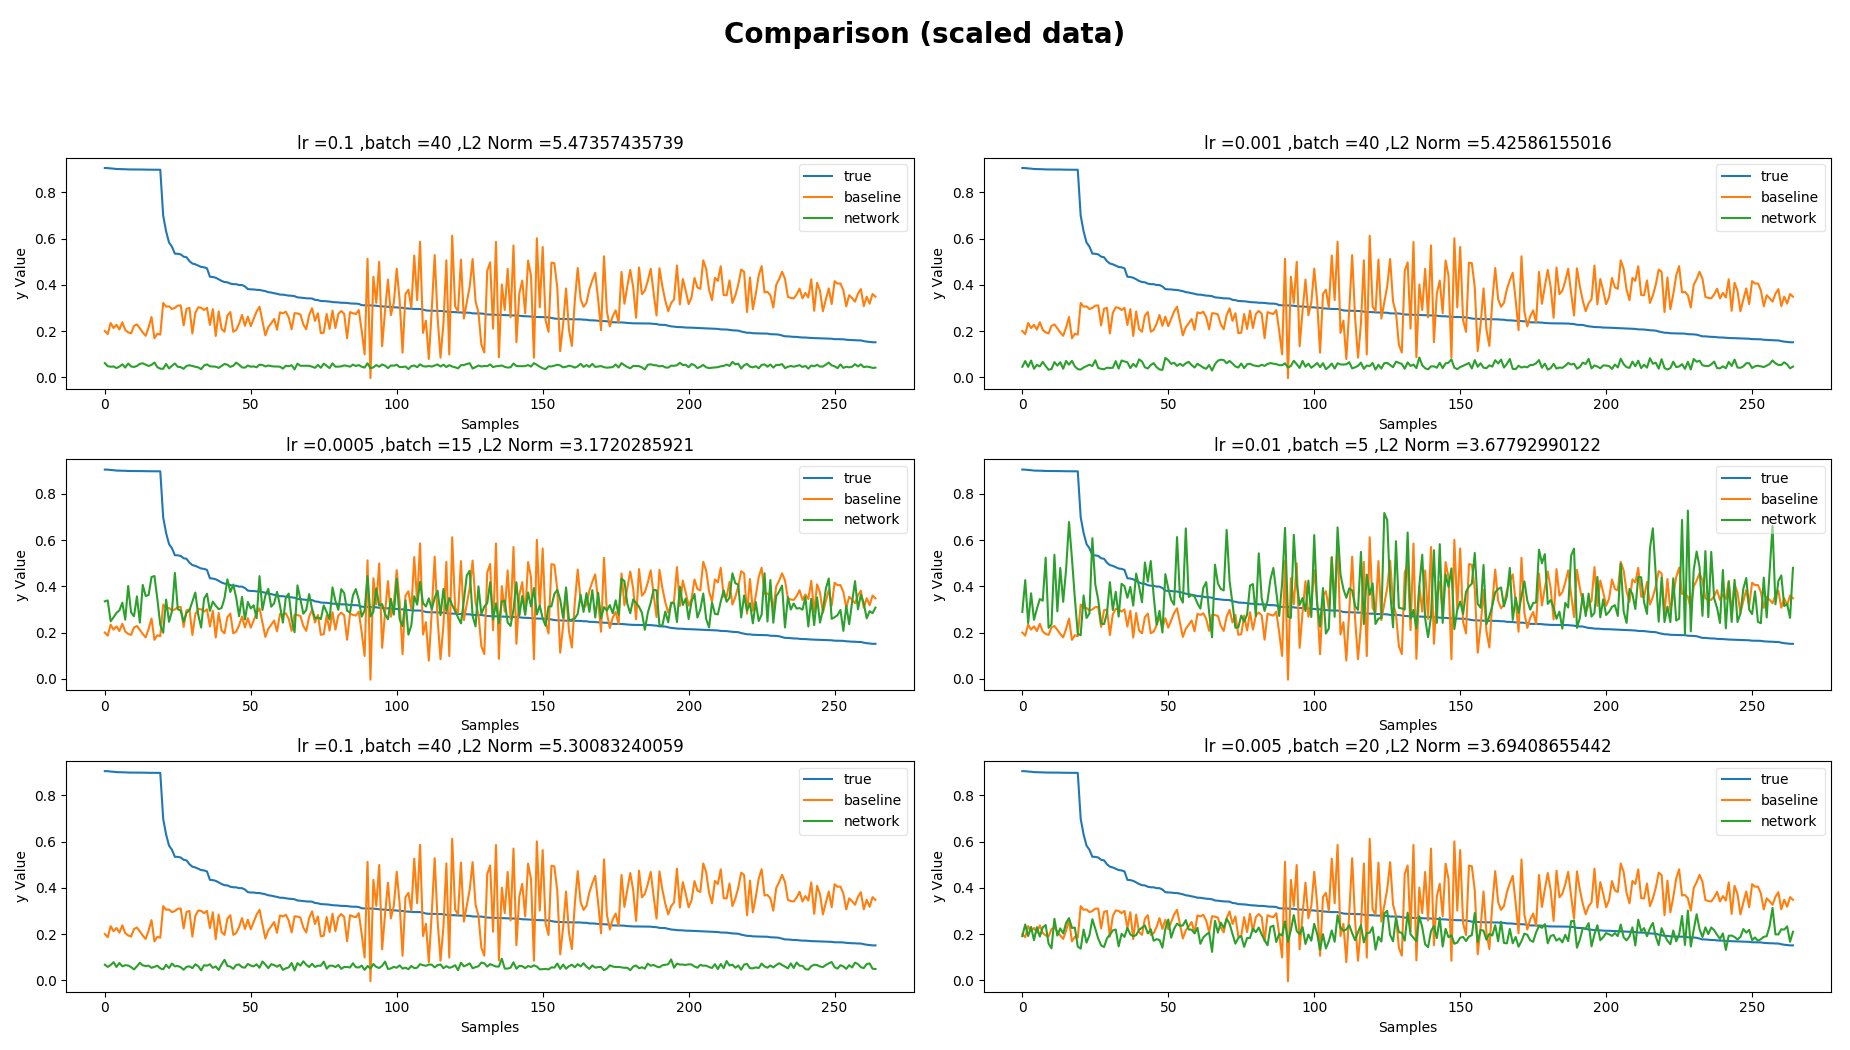 Comparison (scaled data)
lr =0.1 ,batch =40 ,L2 Norm =5.47357435739
y Value
0.8
0.6
0.4
0.2
0.0
true
baseline
network
0 50 100 150 200 250
Samples
lr =0.001 ,batch =40 ,L2 Norm =5.42586155016
y Value
0.8
0.6
0.4
0.2
0.0
true
baseline
network
0 50 100 150 200 250
Samples
lr =0.0005 ,batch =15 ,L2 Norm =3.1720285921
y Value
0.8
0.6
0.4
0.2
0.0
true
baseline
network
0 50 100 150 200 250
Samples
lr =0.01 ,batch =5 ,L2 Norm =3.67792990122
y Value
0.8
0.6
0.4
0.2
0.0
true
baseline
network
0 50 100 150 200 250
Samples
lr =0.1 ,batch =40 ,L2 Norm =5.30083240059
y Value
0.8
0.6
0.4
0.2
0.0
true
baseline
network
0 50 100 150 200 250
Samples
lr =0.005 ,batch =20 ,L2 Norm =3.69408655442
y Value
0.8
0.6
0.4
0.2
0.0
true
baseline
network
0 50 100 150 200 250
Samples